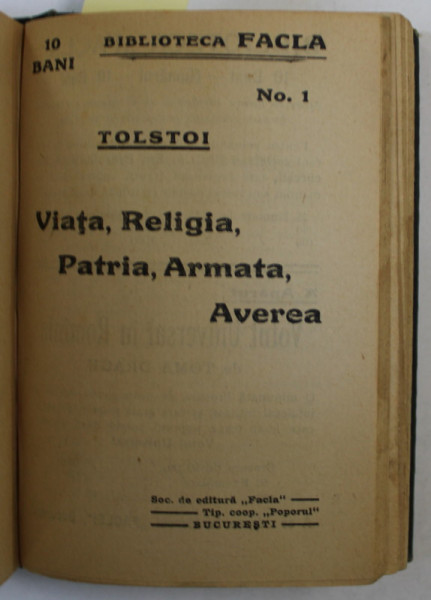 10
BANI
BIBLIOTECA FACLA
No. 1
TOLSTOI
Viața, Religia,
Patria, Armata,
Averea
Soc. de editură „Facla"
Tip. coop. „Poporul"
BUCUREȘTI